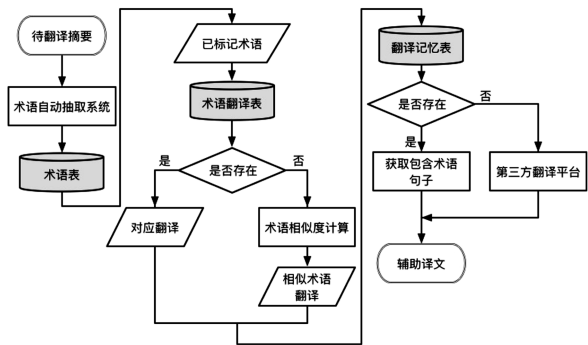 待翻译摘要
术语自动抽取系统
术语表
已标记术语
术语翻译表
是否存在
是
否
对应翻译
术语相似度计算
相似术语
翻译
翻译记忆表
是否存在
否
是
获取包含术语
句子
第三方翻译平台
辅助译文